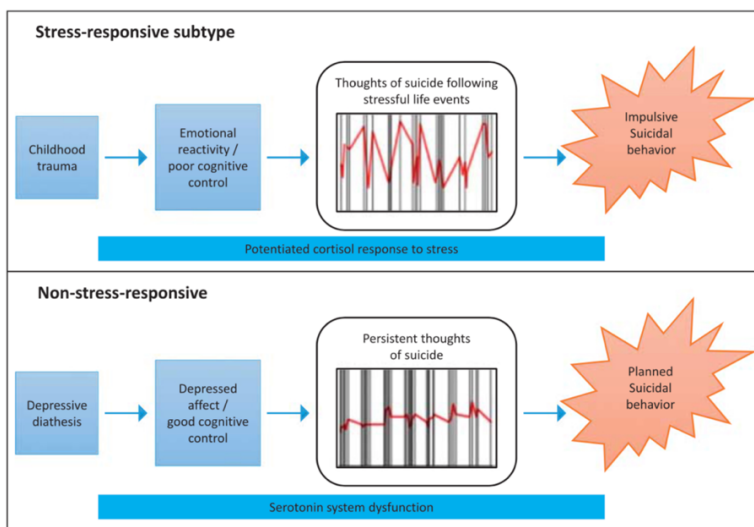 Stress-responsive subtype
Childhood
trauma
Emotional
reactivity /
poor cognitive
control
Thoughts of suicide following
stressful life events
Impulsive
Suicidal
behavior
Potentiated cortisol response to stress
Non-stress-responsive
Depressive
diathesis
Depressed
affect /
good cognitive
control
Persistent thoughts
of suicide
Planned
Suicidal
behavior
Serotonin system dysfunction